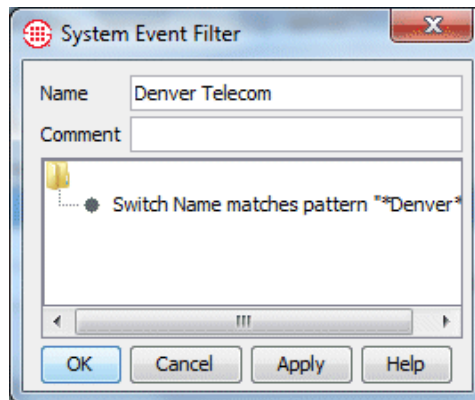 System Event Filter
Name Denver Telecom
Comment
Switch Name matches pattern "*Denver*
OK Cancel Apply Help